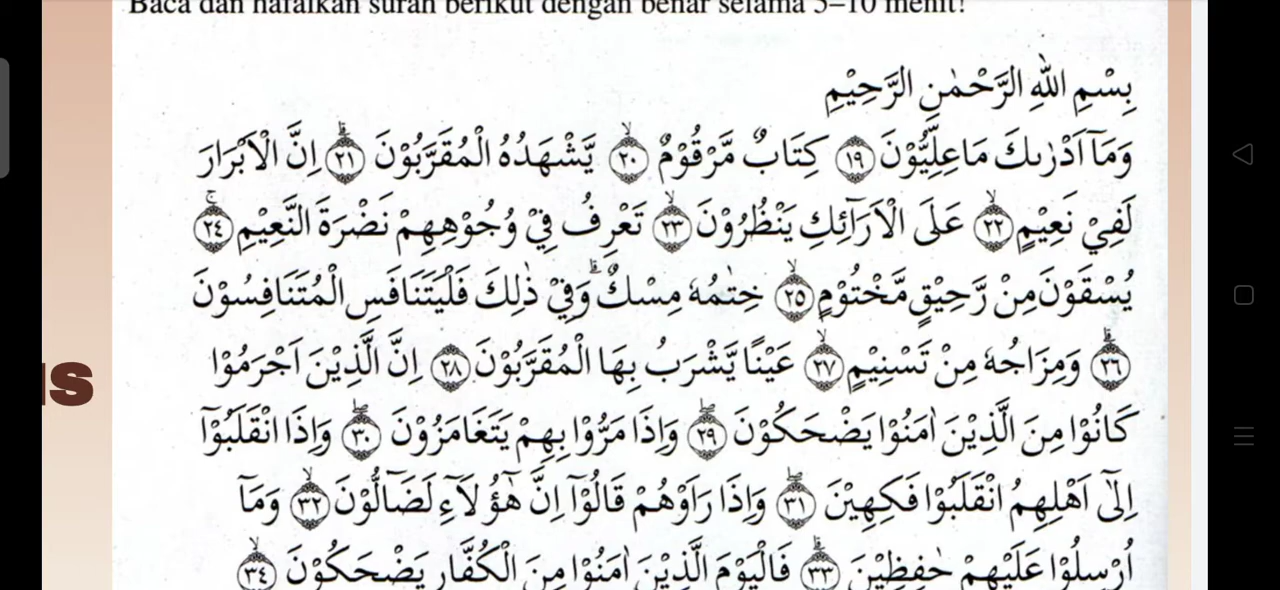 Baca dan hafalkan surah berikut dengan benar selama 5–10 menit!
بِسْمِ اللّٰهِ الرَّحْمٰنِ الرَّحِيْمِ
وَمَآ اَدْرٰىكَ مَا عِلِّيُّوْنَ ۝١٩ كِتَابٌ مَّرْقُوْمٌۙ ۝٢٠ يَّشْهَدُهُ الْمُقَرَّبُوْنَۗ ۝٢١ اِنَّ الْاَبْرَارَ
لَفِيْ نَعِيْمٍۙ ۝٢٢ عَلَى الْاَرَاۤئِكِ يَنْظُرُوْنَۙ ۝٢٣ تَعْرِفُ فِيْ وُجُوْهِهِمْ نَضْرَةَ النَّعِيْمِۚ ۝٢٤
يُسْقَوْنَ مِنْ رَّحِيْقٍ مَّخْتُوْمٍۙ ۝٢٥ خِتٰمُهٗ مِسْكٌۗ وَفِيْ ذٰلِكَ فَلْيَتَنَافَسِ الْمُتَنَافِسُوْنَۗ
۝٢٦ وَمِزَاجُهٗ مِنْ تَسْنِيْمٍۙ ۝٢٧ عَيْنًا يَّشْرَبُ بِهَا الْمُقَرَّبُوْنَ ۝٢٨ اِنَّ الَّذِيْنَ اَجْرَمُوْا
كَانُوْا مِنَ الَّذِيْنَ اٰمَنُوْا يَضْحَكُوْنَۖ ۝٢٩ وَاِذَا مَرُّوْا بِهِمْ يَتَغَامَزُوْنَۖ ۝٣٠ وَاِذَا انْقَلَبُوْٓا
اِلٰٓى اَهْلِهِمُ انْقَلَبُوْا فَكِهِيْنَۖ ۝٣١ وَاِذَا رَاَوْهُمْ قَالُوْٓا اِنَّ هٰٓؤُلَاۤءِ لَضَاۤلُّوْنَۙ ۝٣٢ وَمَآ
اُرْسِلُوْا عَلَيْهِمْ حٰفِظِيْنَۗ ۝٣٣ فَالْيَوْمَ الَّذِيْنَ اٰمَنُوْا مِنَ الْكُفَّارِ يَضْحَكُوْنَۙ ۝٣٤